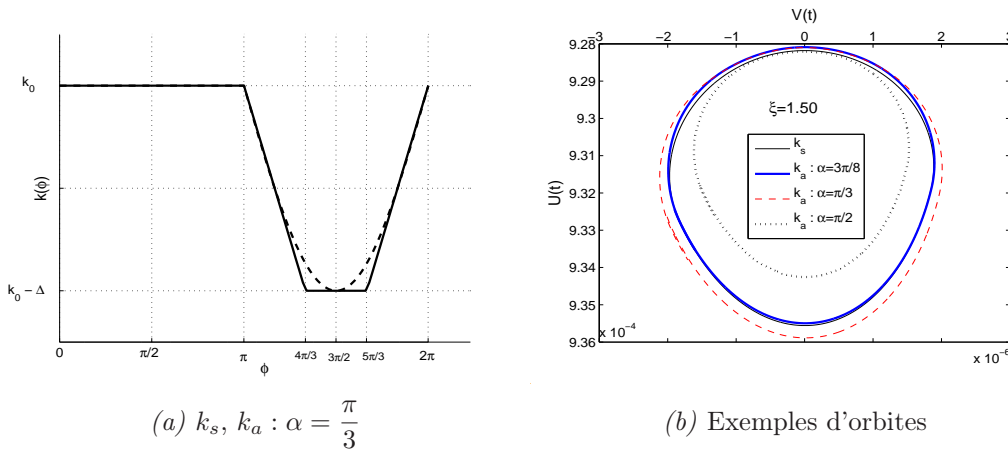 k(ϕ)
k₀
k₀ – Δ
0
π/2
π
4π/3
3π/2
5π/3
2π
ϕ
(a) kₛ, kₐ : α = π/3
V(t)
−3
−2
−1
0
1
2
3
U(t)
9.28
9.29
9.3
9.31
9.32
9.33
9.34
9.35
9.36
x 10⁻⁴
x 10⁻⁶
ξ=1.50
kₛ
kₐ : α=3π/8
kₐ : α=π/3
kₐ : α=π/2
(b) Exemples d'orbites